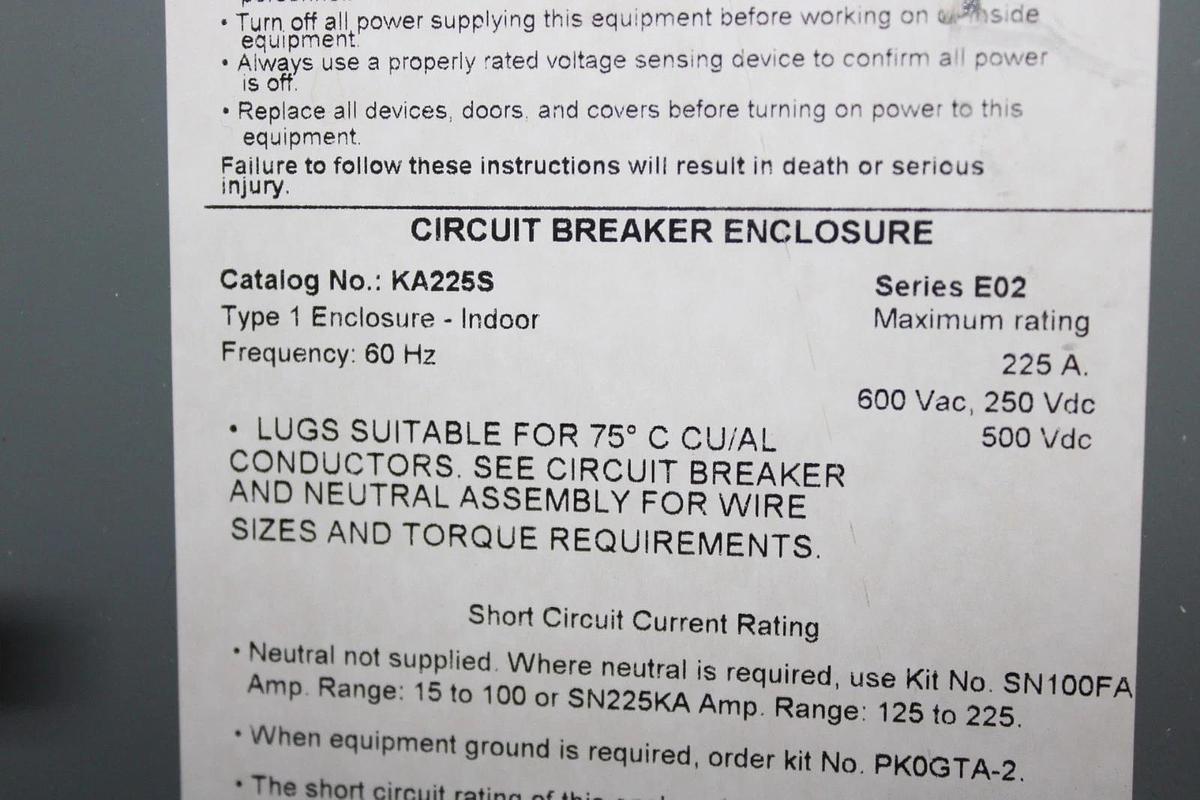 • Turn off all power supplying this equipment before working on
equipment.
• Always use a properly rated voltage sensing device to confirm all power
is off.
• Replace all devices, doors, and covers before turning on power to this
equipment.
Failure to follow these instructions will result in death or serious
injury.
CIRCUIT BREAKER ENCLOSURE
Catalog No.: KA225S
Series E02
Type 1 Enclosure - Indoor
Maximum rating
Frequency: 60 Hz
225 A.
600 Vac, 250 Vdc
500 Vdc
• LUGS SUITABLE FOR 75° C CU/AL
CONDUCTORS. SEE CIRCUIT BREAKER
AND NEUTRAL ASSEMBLY FOR WIRE
SIZES AND TORQUE REQUIREMENTS.
Short Circuit Current Rating
• Neutral not supplied. Where neutral is required, use Kit No. SN100FA
Amp. Range: 15 to 100 or SN225KA Amp. Range: 125 to 225.
• When equipment ground is required, order kit No. PK0GTA-2.
• The short circuit rating of this